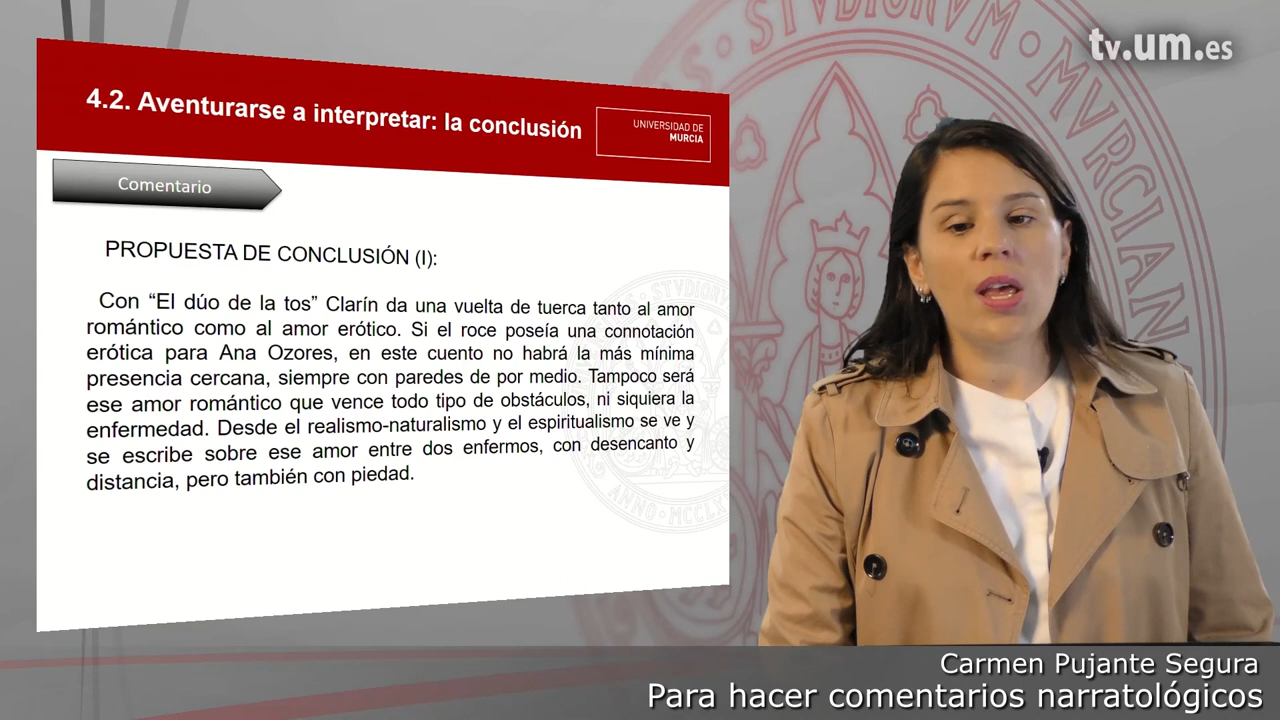 tv.um.es
4.2. Aventurarse a interpretar: la conclusión
UNIVERSIDAD DE
MURCIA
Comentario
PROPUESTA DE CONCLUSIÓN (I):
Con “El dúo de la tos” Clarín da una vuelta de tuerca tanto al amor
romántico como al amor erótico. Si el roce poseía una connotación
erótica para Ana Ozores, en este cuento no habrá la más mínima
presencia cercana, siempre con paredes de por medio. Tampoco será
ese amor romántico que vence todo tipo de obstáculos, ni siquiera la
enfermedad. Desde el realismo-naturalismo y el espiritualismo se ve y
se escribe sobre ese amor entre dos enfermos, con desencanto y
distancia, pero también con piedad.
Carmen Pujante Segura
Para hacer comentarios narratológicos